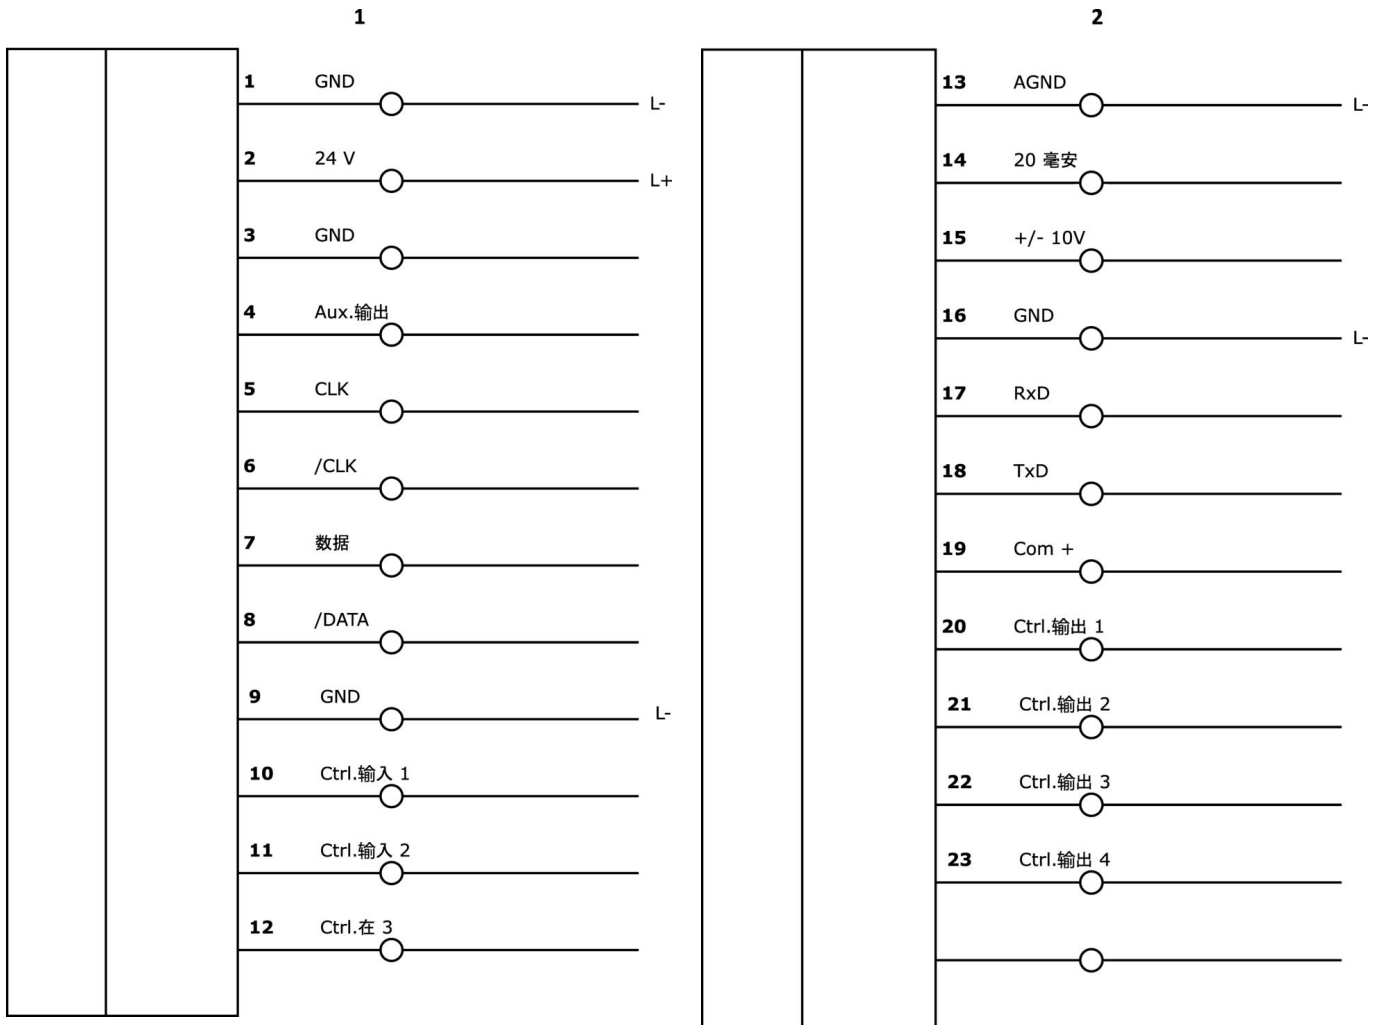 1
1 GND L-
2 24 V L+
3 GND
4 Aux.输出
5 CLK
6 /CLK
7 数据
8 /DATA
9 GND L-
10 Ctrl.输入 1
11 Ctrl.输入 2
12 Ctrl.在 3
2
13 AGND L-
14 20 毫安
15 +/- 10V
16 GND L-
17 RxD
18 TxD
19 Com +
20 Ctrl.输出 1
21 Ctrl.输出 2
22 Ctrl.输出 3
23 Ctrl.输出 4